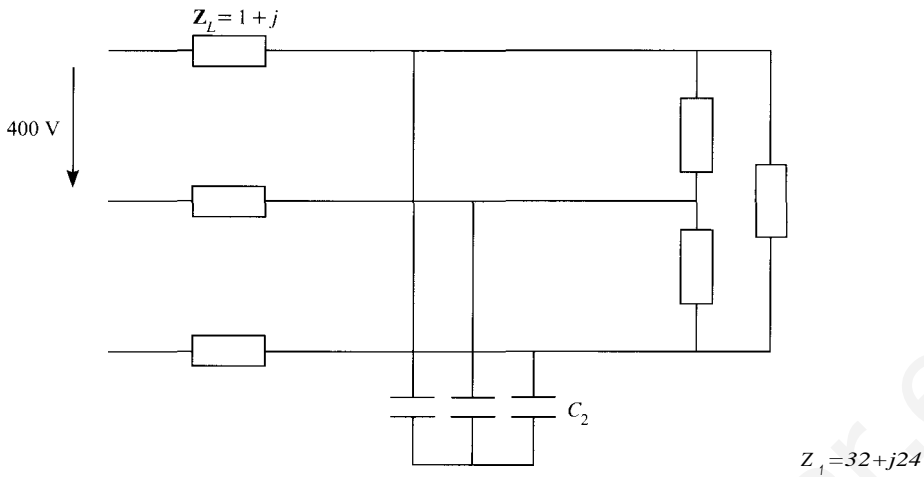 Z_L = 1 + j
400 V
C_2
Z_1=32+j24